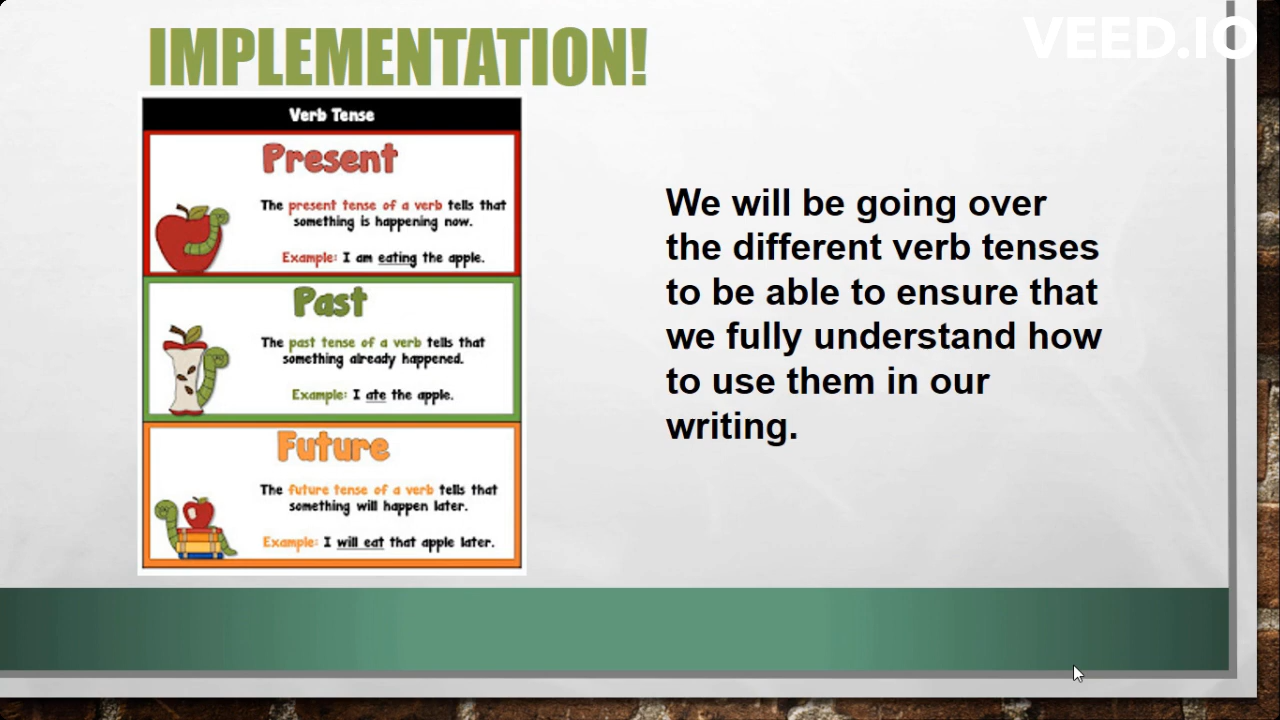 IMPLEMENTATION!
VEED.IO
Verb Tense
Present
The present tense of a verb tells that
something is happening now.
Example: I am eating the apple.
Past
The past tense of a verb tells that
something already happened.
Example: I ate the apple.
Future
The future tense of a verb tells that
something will happen later.
Example: I will eat that apple later.
We will be going over
the different verb tenses
to be able to ensure that
we fully understand how
to use them in our
writing.